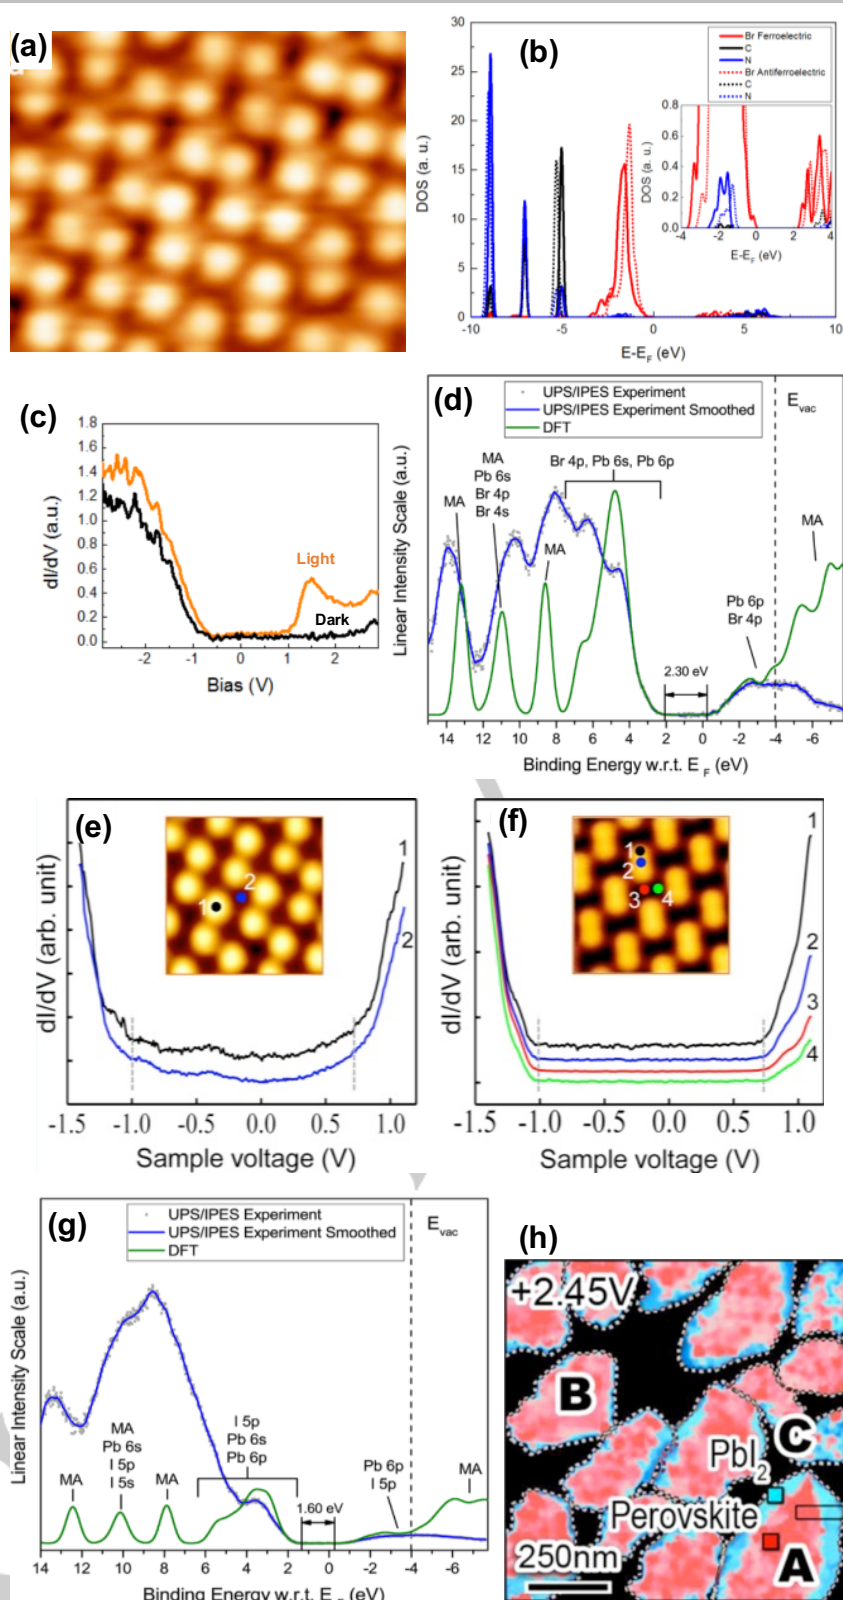 (a)
(b)
30
25
20
15
10
5
0
DOS (a. u.)
-10
-5
0
5
10
E-E_F (eV)
Br Ferroelectric
C
N
Br Antiferroelectric
C
N
0.8
0.6
0.4
0.2
0.0
DOS (a. u.)
-4
-2
0
2
4
E-E_F (eV)
(c)
1.8
1.6
1.4
1.2
1.0
0.8
0.6
0.4
0.2
0.0
dI/dV (a.u.)
Light
Dark
-2
-1
0
1
2
Bias (V)
(d)
UPS/IPES Experiment
UPS/IPES Experiment Smoothed
DFT
E_vac
Linear Intensity Scale (a.u.)
MA
MA
Pb 6s
Br 4p
Br 4s
Br 4p, Pb 6s, Pb 6p
MA
MA
Pb 6p
Br 4p
2.30 eV
14 12 10 8 6 4 2 0 -2 -4 -6
Binding Energy w.r.t. E_F (eV)
(e)
1
2
1
2
dI/dV (arb. unit)
-1.5 -1.0 -0.5 0.0 0.5 1.0
Sample voltage (V)
(f)
1
2
3
4
1
2
3
4
dI/dV (arb. unit)
-1.5 -1.0 -0.5 0.0 0.5 1.0
Sample voltage (V)
(g)
UPS/IPES Experiment
UPS/IPES Experiment Smoothed
DFT
E_vac
Linear Intensity Scale (a.u.)
MA
MA
Pb 6s
I 5p
I 5s
MA
I 5p
Pb 6s
Pb 6p
1.60 eV
Pb 6p
I 5p
MA
14 12 10 8 6 4 2 0 -2 -4 -6
Binding Energy w.r.t. E_F (eV)
(h)
+2.45V
B
C
PbI₂
Perovskite
A
250nm